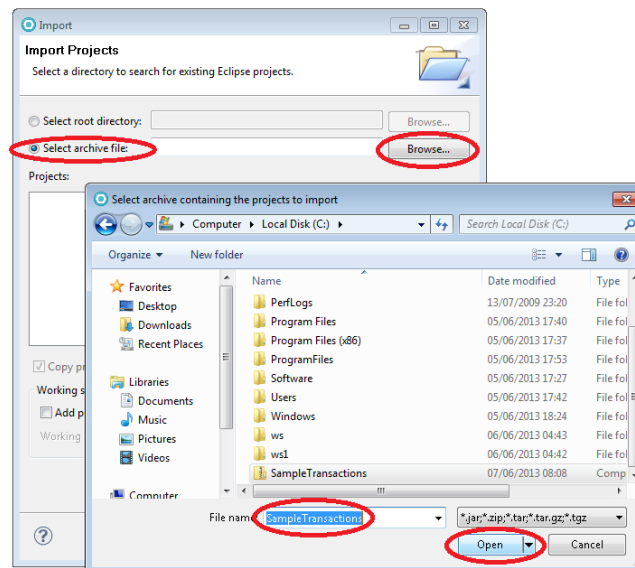 Import
Import Projects
Select a directory to search for existing Eclipse projects.
Select root directory:
Browse...
Select archive file:
Browse...
Projects:
Select archive containing the projects to import
Computer Local Disk (C:)
Search Local Disk (C:)
Organize New folder
Name Date modified Type
Favorites
Desktop
Downloads
Recent Places
Libraries
Documents
Music
Pictures
Videos
Computer
PerfLogs 13/07/2009 23:20 File fol
Program Files 05/06/2013 17:40 File fol
Program Files (x86) 05/06/2013 17:37 File fol
ProgramFiles 05/06/2013 17:53 File fol
Software 05/06/2013 17:27 File fol
Users 05/06/2013 17:42 File fol
Windows 05/06/2013 18:24 File fol
ws 06/06/2013 04:43 File fol
ws1 06/06/2013 04:42 File fol
SampleTransactions 07/06/2013 08:08 Comp
Copy pr
Working s
Add p
Working
File nam SampleTransactions
*.jar;*.zip;*.tar;*.tar.gz;*.tgz
Open
Cancel